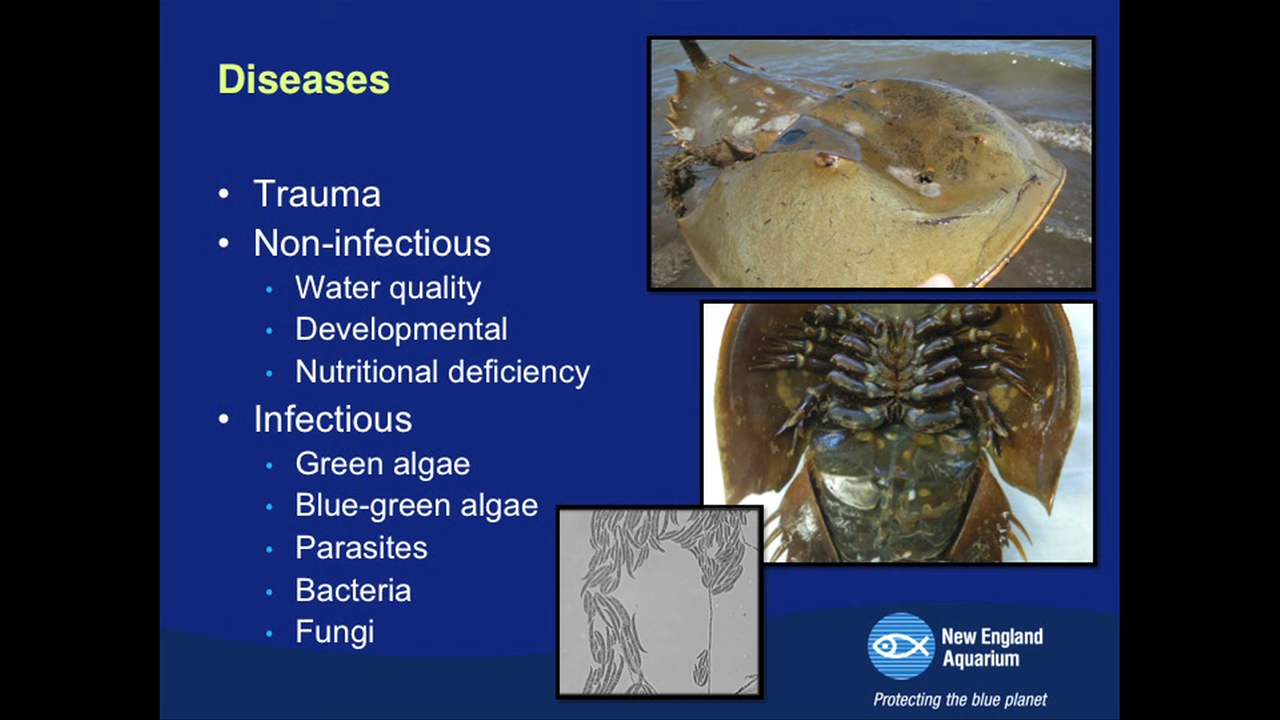 Diseases
• Trauma
• Non-infectious
• Water quality
• Developmental
• Nutritional deficiency
• Infectious
• Green algae
• Blue-green algae
• Parasites
• Bacteria
• Fungi
New England
Aquarium
Protecting the blue planet